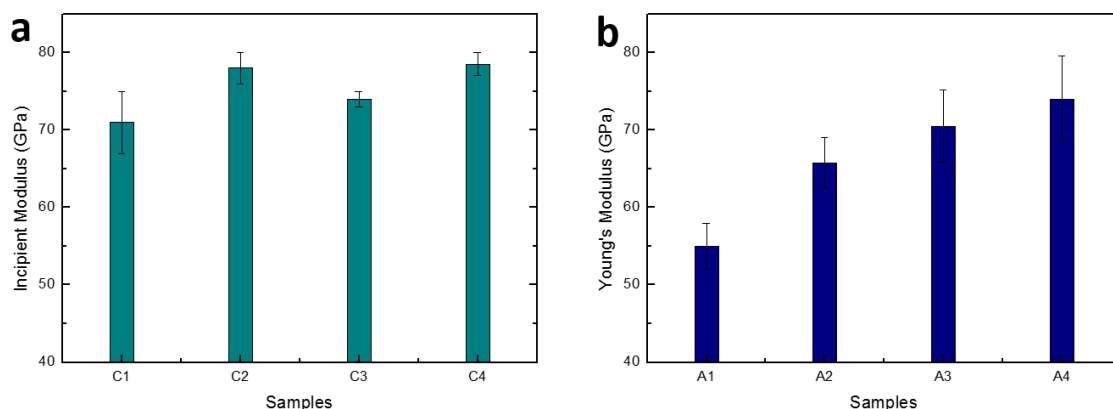 a
Incipient Modulus (GPa)
80
70
60
50
40
C1 C2 C3 C4
Samples
b
Young's Modulus (GPa)
80
70
60
50
40
A1 A2 A3 A4
Samples